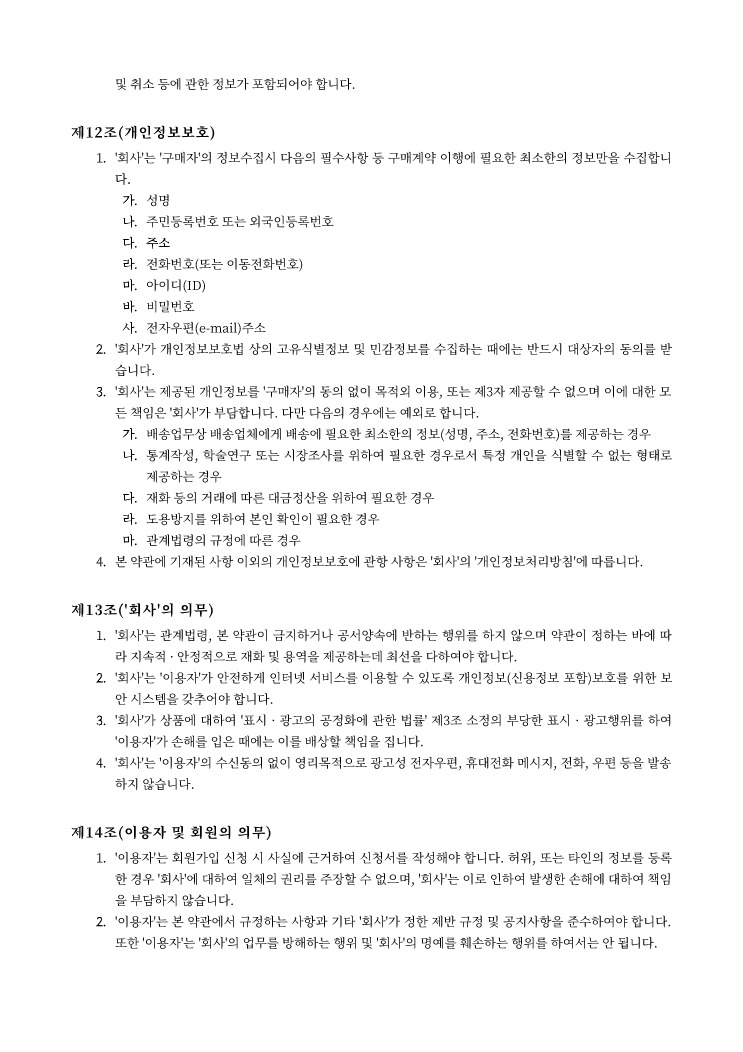 및 취소 등에 관한 정보가 포함되어야 합니다.
제12조(개인정보보호)
1. '회사'는 '구매자'의 정보수집시 다음의 필수사항 등 구매계약 이행에 필요한 최소한의 정보만을 수집합니
다.
가. 성명
나. 주민등록번호 또는 외국인등록번호
다. 주소
라. 전화번호(또는 이동전화번호)
마. 아이디(ID)
바. 비밀번호
사. 전자우편(e-mail)주소
2. '회사'가 개인정보보호법 상의 고유식별정보 및 민감정보를 수집하는 때에는 반드시 대상자의 동의를 받
습니다.
3. '회사'는 제공된 개인정보를 '구매자'의 동의 없이 목적외 이용, 또는 제3자 제공할 수 없으며 이에 대한 모
든 책임은 '회사'가 부담합니다. 다만 다음의 경우에는 예외로 합니다.
가. 배송업무상 배송업체에게 배송에 필요한 최소한의 정보(성명, 주소, 전화번호)를 제공하는 경우
나. 통계작성, 학술연구 또는 시장조사를 위하여 필요한 경우로서 특정 개인을 식별할 수 없는 형태로
제공하는 경우
다. 재화 등의 거래에 따른 대금정산을 위하여 필요한 경우
라. 도용방지를 위하여 본인 확인이 필요한 경우
마. 관계법령의 규정에 따른 경우
4. 본 약관에 기재된 사항 이외의 개인정보보호에 관항 사항은 '회사'의 '개인정보처리방침'에 따릅니다.
제13조('회사'의 의무)
1. '회사'는 관계법령, 본 약관이 금지하거나 공서양속에 반하는 행위를 하지 않으며 약관이 정하는 바에 따
라 지속적·안정적으로 재화 및 용역을 제공하는데 최선을 다하여야 합니다.
2. '회사'는 '이용자'가 안전하게 인터넷 서비스를 이용할 수 있도록 개인정보(신용정보 포함)보호를 위한 보
안 시스템을 갖추어야 합니다.
3. '회사'가 상품에 대하여 '표시·광고의 공정화에 관한 법률' 제3조 소정의 부당한 표시·광고행위를 하여
'이용자'가 손해를 입은 때에는 이를 배상할 책임을 집니다.
4. '회사'는 '이용자'의 수신동의 없이 영리목적으로 광고성 전자우편, 휴대전화 메시지, 전화, 우편 등을 발송
하지 않습니다.
제14조(이용자 및 회원의 의무)
1. '이용자'는 회원가입 신청 시 사실에 근거하여 신청서를 작성해야 합니다. 허위, 또는 타인의 정보를 등록
한 경우 '회사'에 대하여 일체의 권리를 주장할 수 없으며, '회사'는 이로 인하여 발생한 손해에 대하여 책임
을 부담하지 않습니다.
2. '이용자'는 본 약관에서 규정하는 사항과 기타 '회사'가 정한 제반 규정 및 공지사항을 준수하여야 합니다.
또한 '이용자'는 '회사'의 업무를 방해하는 행위 및 '회사'의 명예를 훼손하는 행위를 하여서는 안 됩니다.